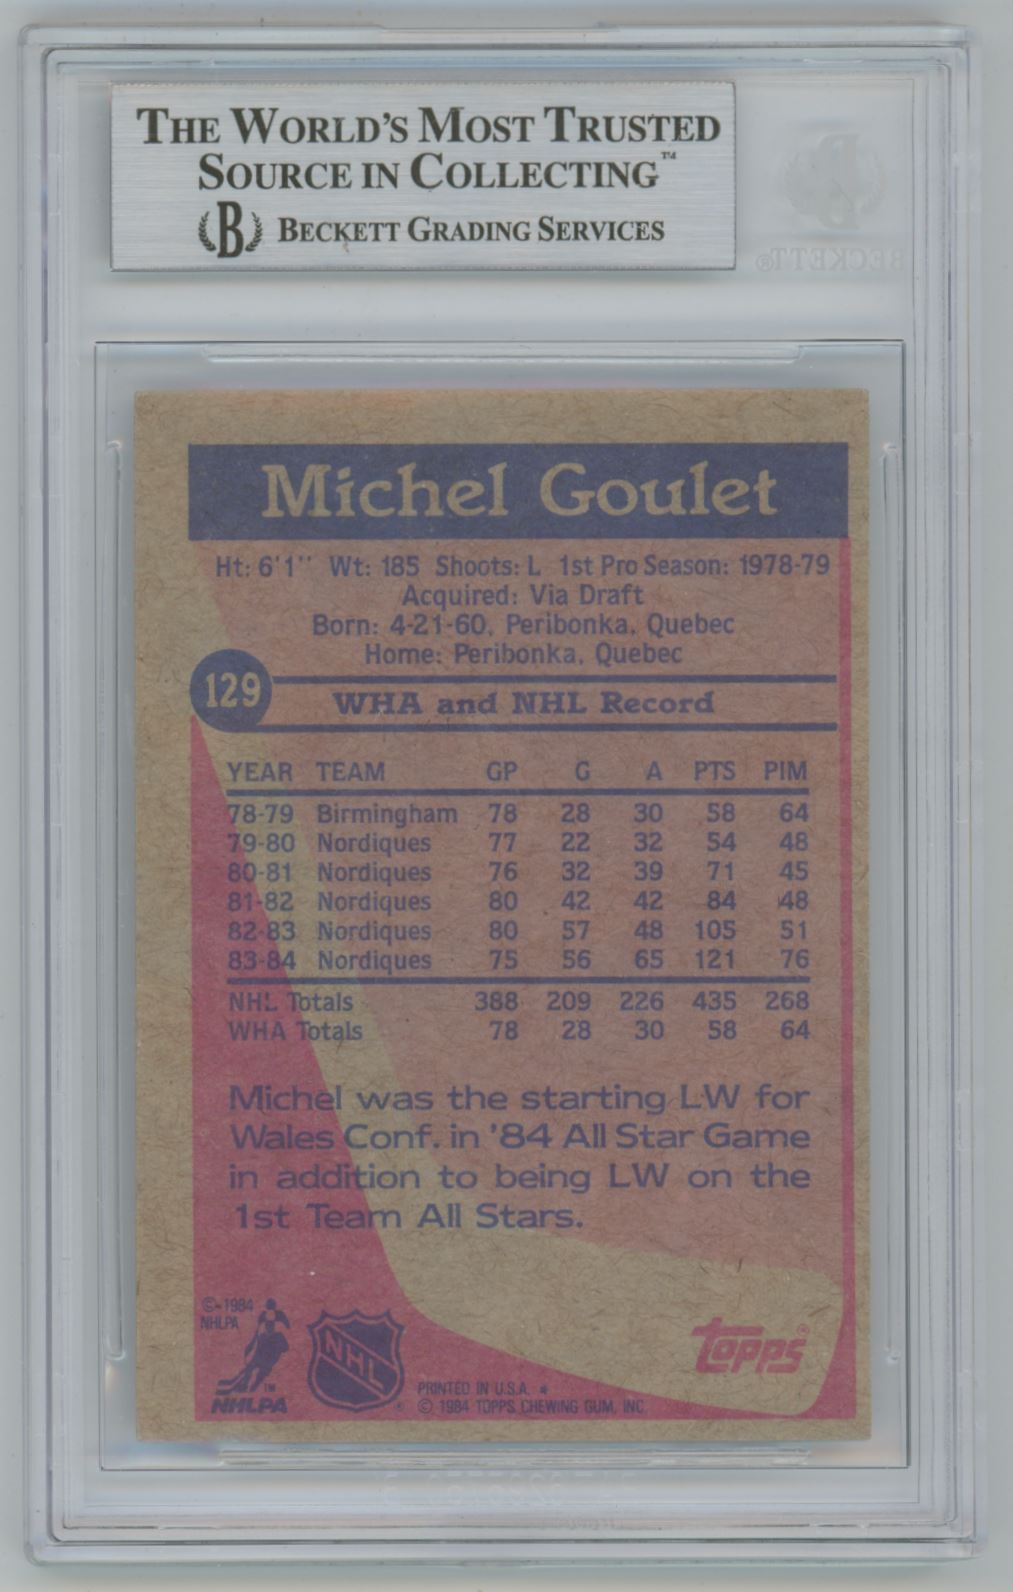 THE WORLD'S MOST TRUSTED
SOURCE IN COLLECTING™
B BECKETT GRADING SERVICES
BECKETT®
Michel Goulet
Ht: 6'1" Wt: 185 Shoots: L 1st Pro Season: 1978-79
Acquired: Via Draft
Born: 4-21-60, Peribonka, Quebec
Home: Peribonka, Quebec
129 WHA and NHL Record
YEAR TEAM GP G A PTS PIM
78-79 Birmingham 78 28 30 58 64
79-80 Nordiques 77 22 32 54 48
80-81 Nordiques 76 32 39 71 45
81-82 Nordiques 80 42 42 84 48
82-83 Nordiques 80 57 48 105 51
83-84 Nordiques 75 56 65 121 76
NHL Totals 388 209 226 435 268
WHA Totals 78 28 30 58 64
Michel was the starting LW for
Wales Conf. in '84 All Star Game
in addition to being LW on the
1st Team All Stars.
© 1984
NHLPA
™
NHLPA
NHL ®
topps®
PRINTED IN U.S.A. *
© 1984 TOPPS CHEWING GUM, INC.